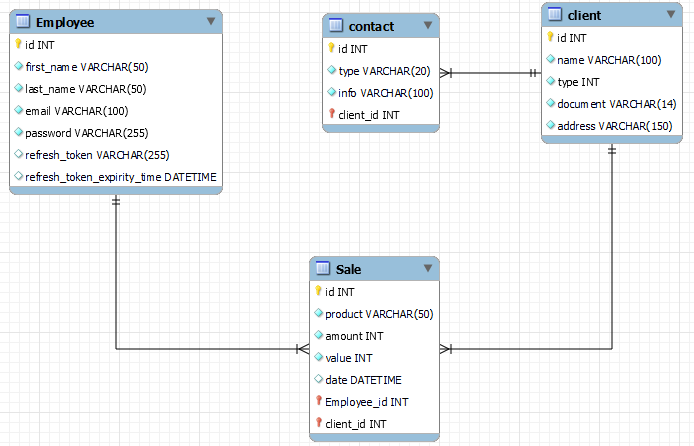 Employee
id INT
first_name VARCHAR(50)
last_name VARCHAR(50)
email VARCHAR(100)
password VARCHAR(255)
refresh_token VARCHAR(255)
refresh_token_expirity_time DATETIME
contact
id INT
type VARCHAR(20)
info VARCHAR(100)
client_id INT
client
id INT
name VARCHAR(100)
type INT
document VARCHAR(14)
address VARCHAR(150)
Sale
id INT
product VARCHAR(50)
amount INT
value INT
date DATETIME
Employee_id INT
client_id INT